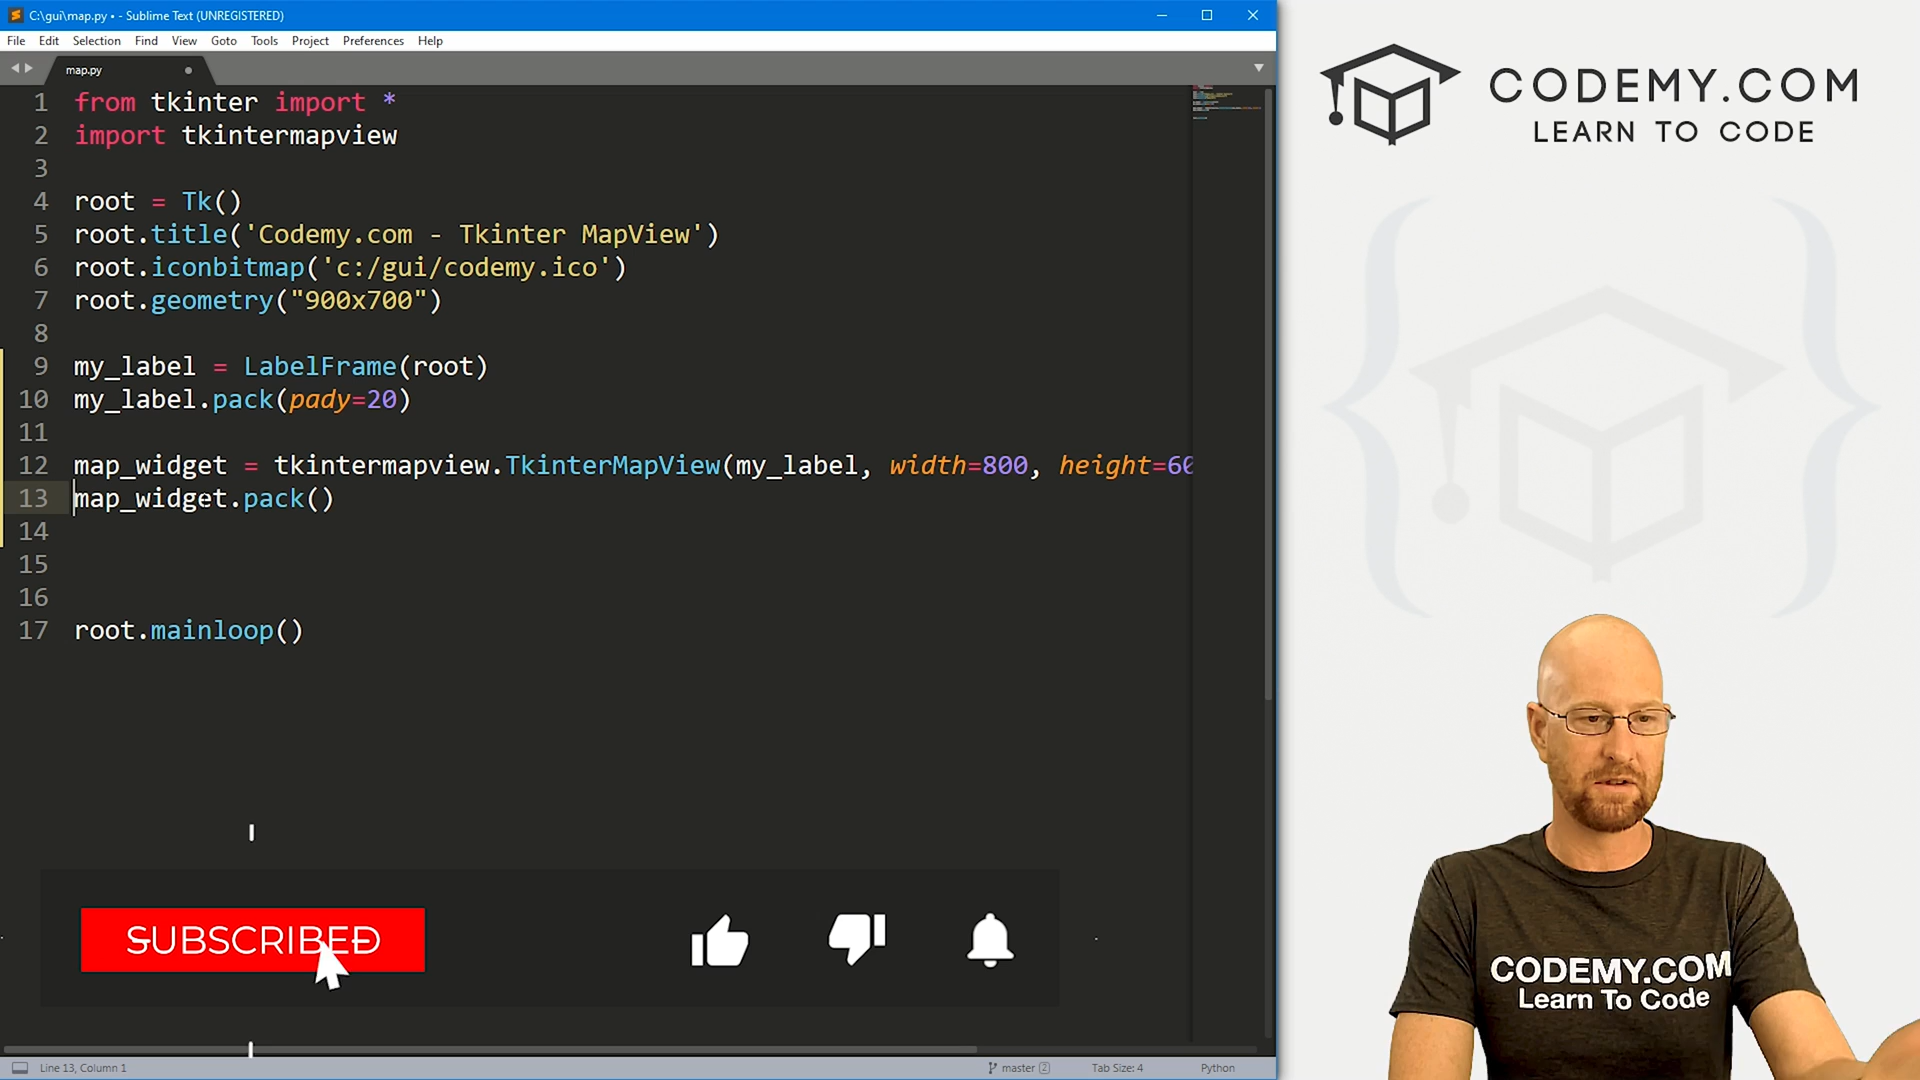 C:\gui\map.py • - Sublime Text (UNREGISTERED)
File Edit Selection Find View Goto Tools Project Preferences Help
map.py
1 from tkinter import *
2 import tkintermapview
3
4 root = Tk()
5 root.title('Codemy.com - Tkinter MapView')
6 root.iconbitmap('c:/gui/codemy.ico')
7 root.geometry("900x700")
8
9 my_label = LabelFrame(root)
10 my_label.pack(pady=20)
11
12 map_widget = tkintermapview.TkinterMapView(my_label, width=800, height=60
13 map_widget.pack()
14
15
16
17 root.mainloop()
SUBSCRIBED
Line 13, Column 1
master 2
Tab Size: 4
Python
CODEMY.COM
LEARN TO CODE
CODEMY.COM
Learn To Code